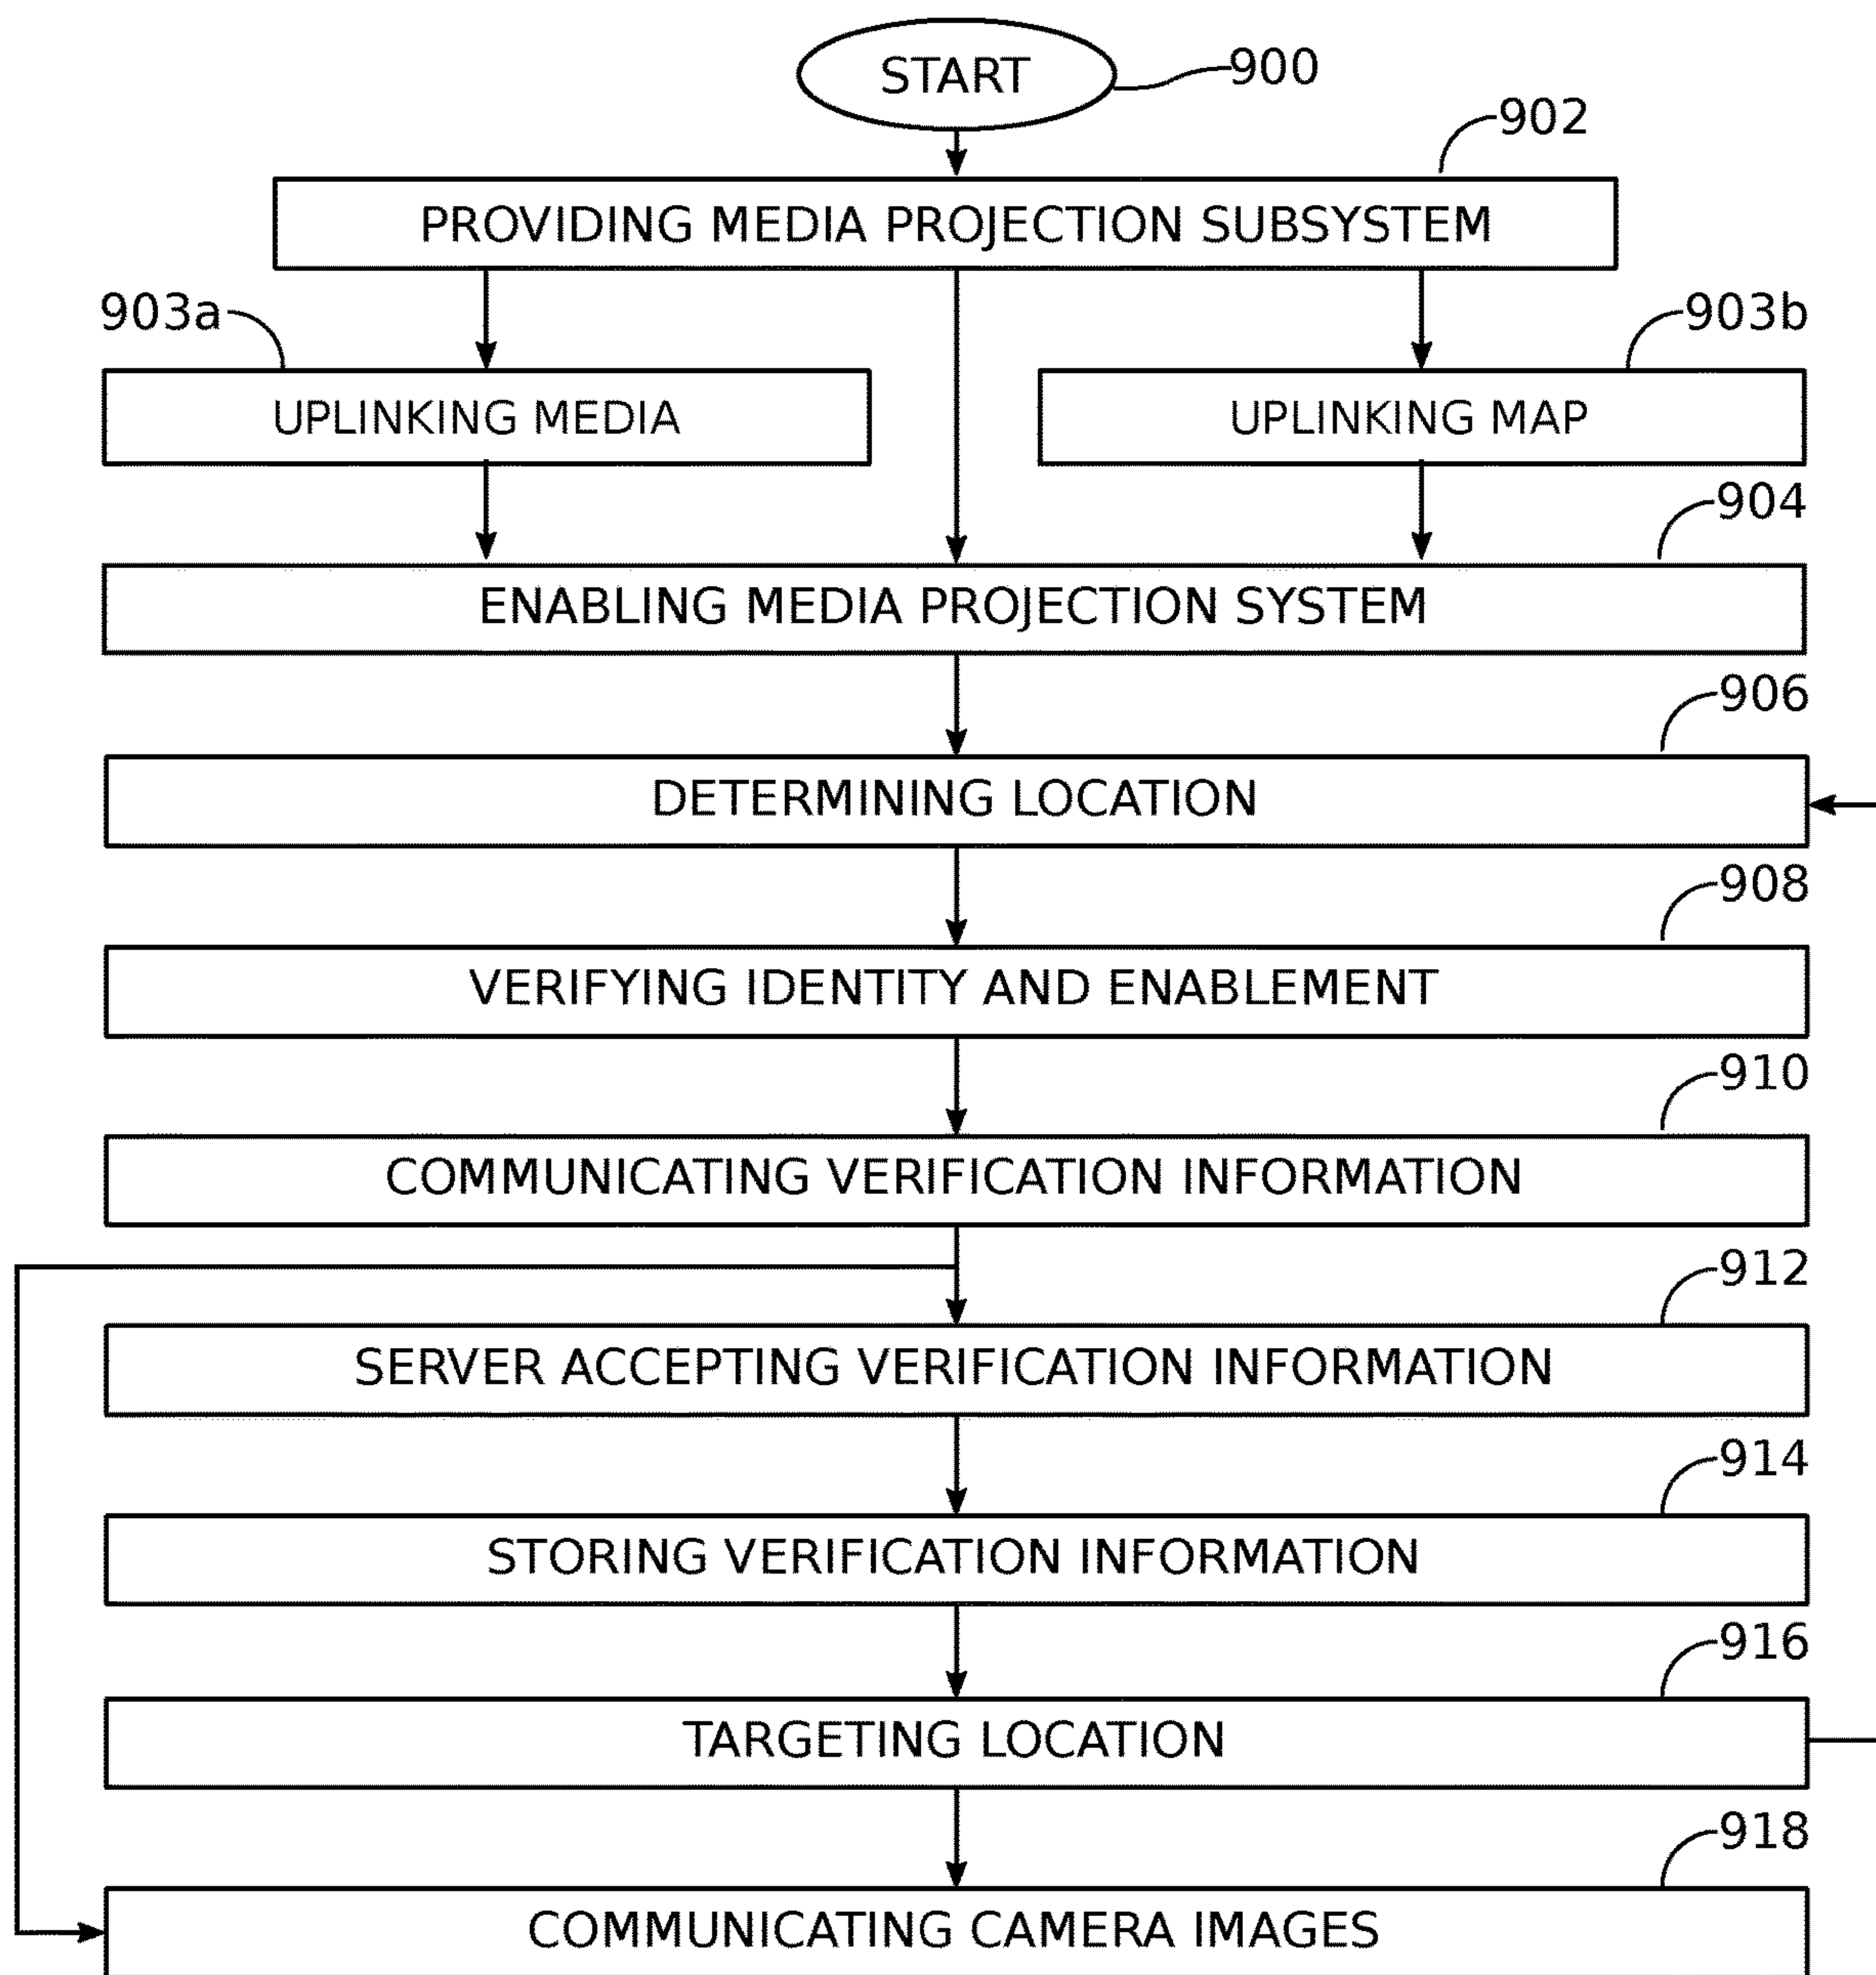 START
900
902
PROVIDING MEDIA PROJECTION SUBSYSTEM
903a
903b
UPLINKING MEDIA
UPLINKING MAP
904
ENABLING MEDIA PROJECTION SYSTEM
906
DETERMINING LOCATION
908
VERIFYING IDENTITY AND ENABLEMENT
910
COMMUNICATING VERIFICATION INFORMATION
912
SERVER ACCEPTING VERIFICATION INFORMATION
914
STORING VERIFICATION INFORMATION
916
TARGETING LOCATION
918
COMMUNICATING CAMERA IMAGES